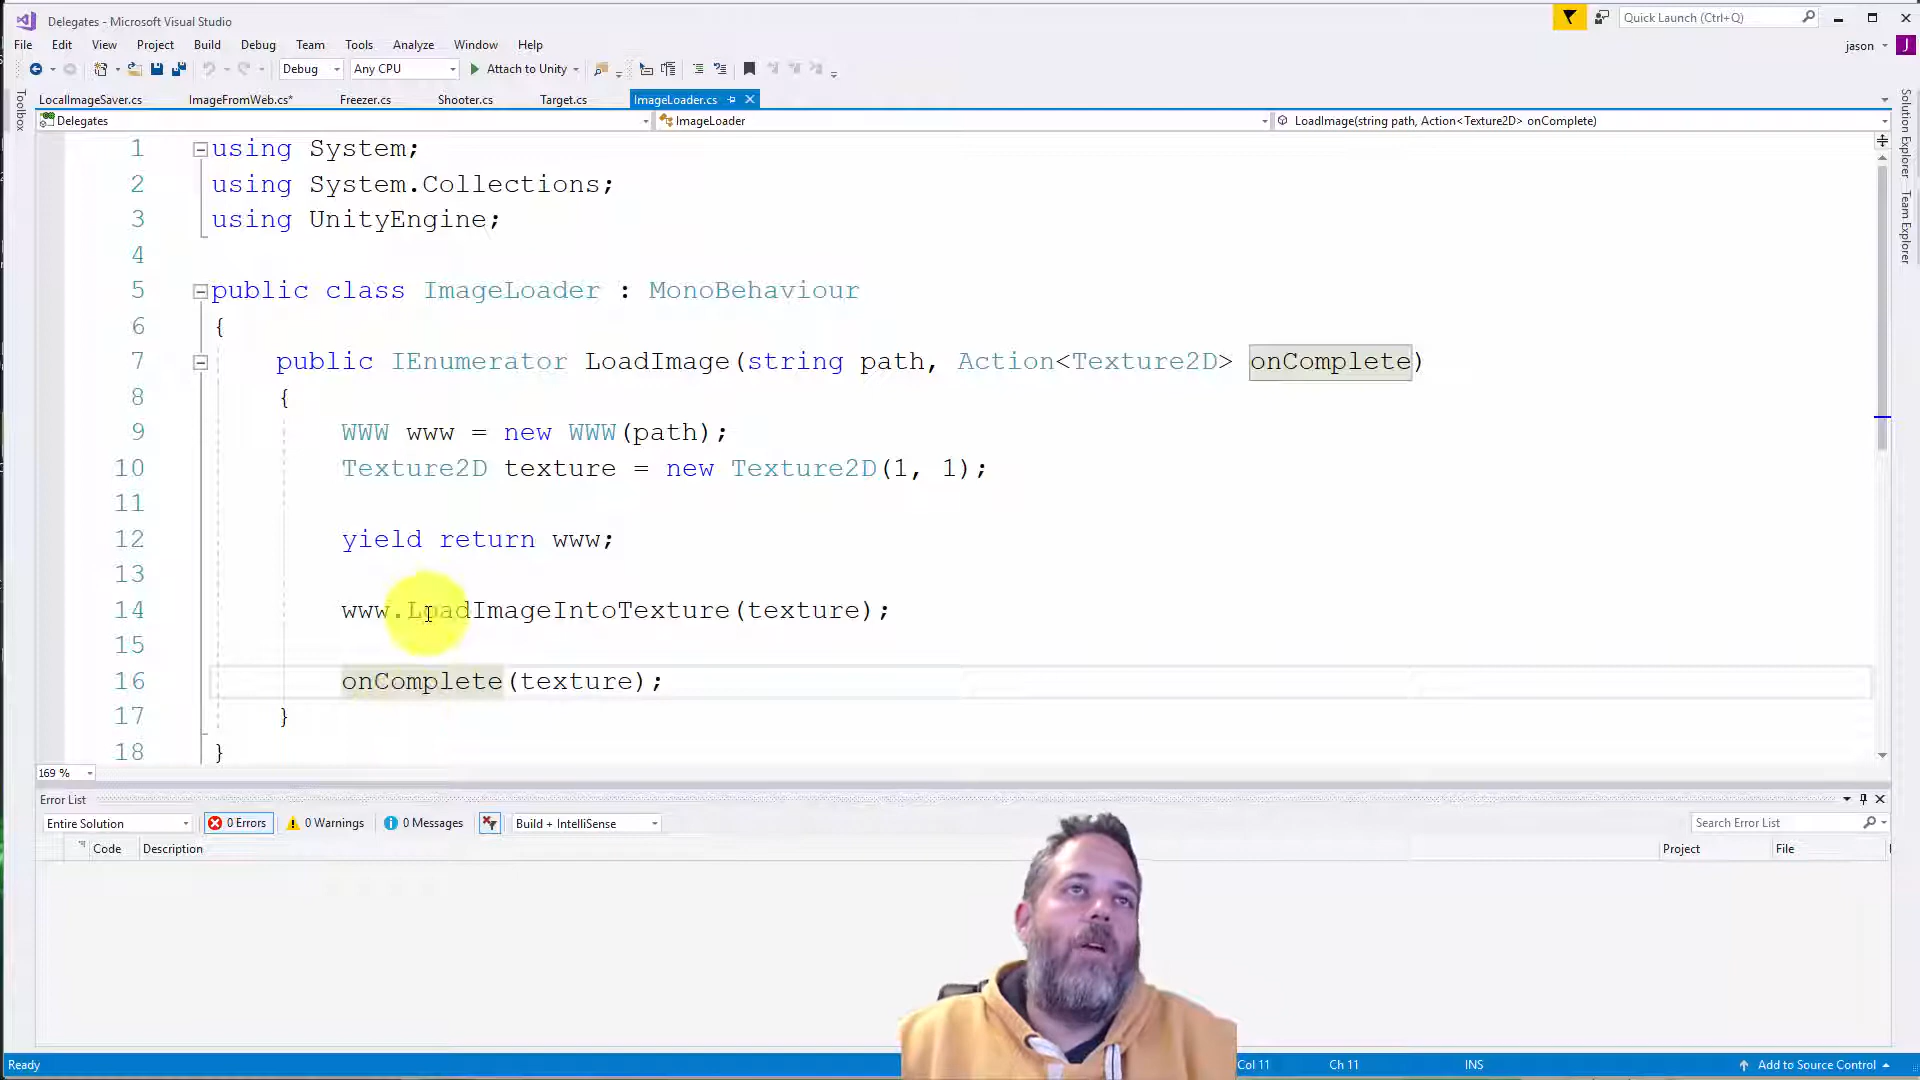 Delegates - Microsoft Visual Studio
Quick Launch (Ctrl+Q)
File Edit View Project Build Debug Team Tools Test Analyze Window Help
jason J
Debug Any CPU Attach to Unity
LocalImageSaver.cs ImageFromWeb.cs* Freezer.cs Shooter.cs Target.cs ImageLoader.cs
Delegates ImageLoader LoadImage(string path, Action<Texture2D> onComplete)
Toolbox
Solution Explorer
Team Explorer
1 using System;
2 using System.Collections;
3 using UnityEngine;
4
5 public class ImageLoader : MonoBehaviour
6 {
7 public IEnumerator LoadImage(string path, Action<Texture2D> onComplete)
8 {
9 WWW www = new WWW(path);
10 Texture2D texture = new Texture2D(1, 1);
11
12 yield return www;
13
14 www.LoadImageIntoTexture(texture);
15
16 onComplete(texture);
17 }
18 }
169 %
Error List
Entire Solution 0 Errors 0 Warnings 0 Messages Build + IntelliSense Search Error List
Code Description Project File
Ready Col 11 Ch 11 INS Add to Source Control